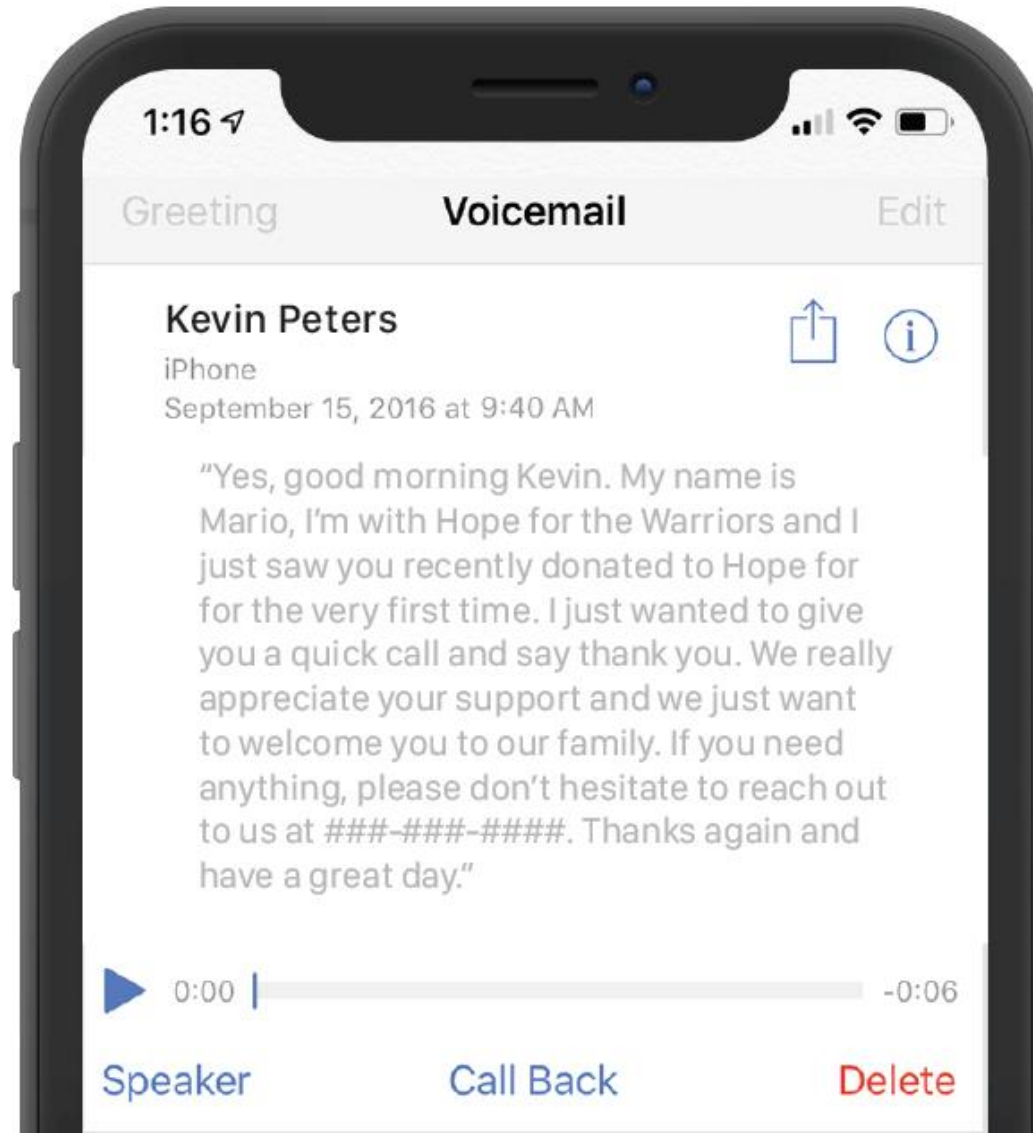 1:16
Greeting Voicemail Edit
Kevin Peters
iPhone
September 15, 2016 at 9:40 AM
“Yes, good morning Kevin. My name is
Mario, I’m with Hope for the Warriors and I
just saw you recently donated to Hope for
for the very first time. I just wanted to give
you a quick call and say thank you. We really
appreciate your support and we just want
to welcome you to our family. If you need
anything, please don’t hesitate to reach out
to us at ###-###-####. Thanks again and
have a great day.”
0:00 -0:06
Speaker Call Back Delete